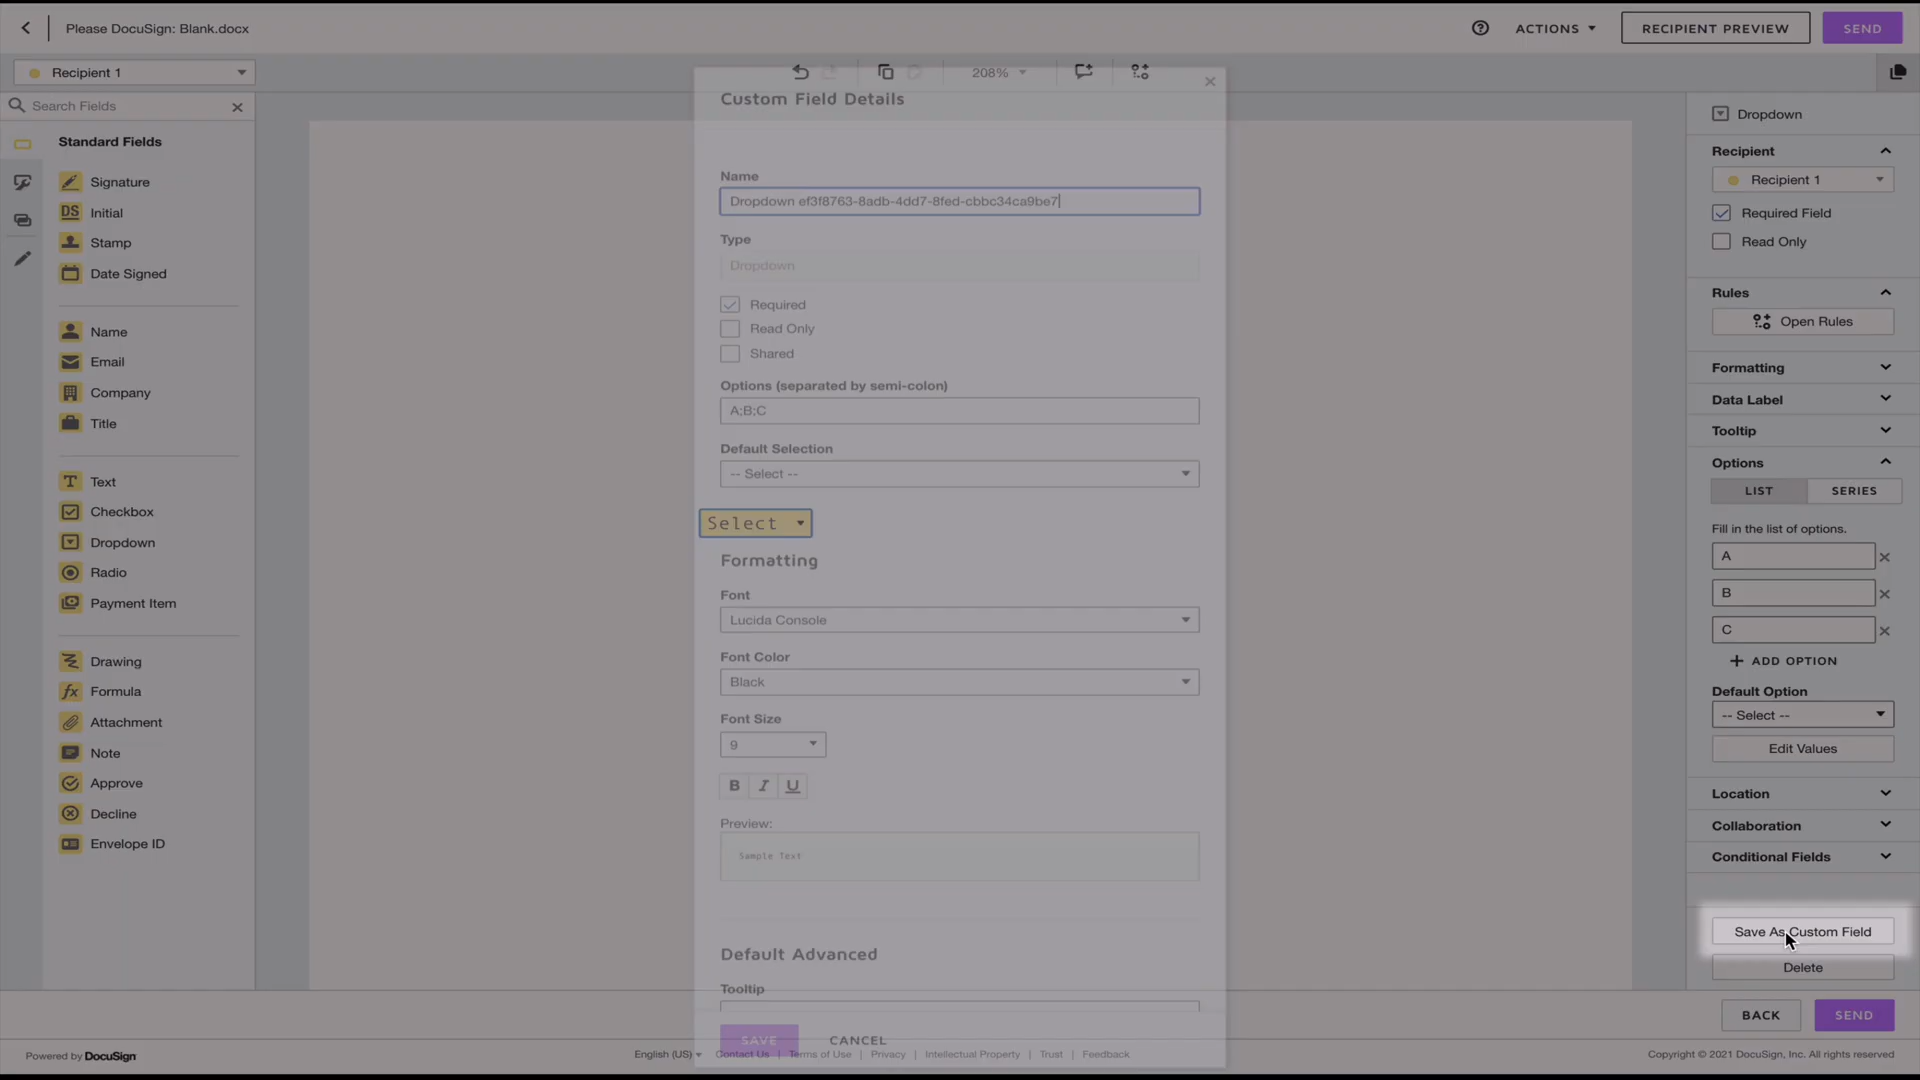 Please DocuSign: Blank.docx
ACTIONS
RECIPIENT PREVIEW
SEND
Recipient 1
208%
Search Fields
Standard Fields
Signature
DS Initial
Stamp
Date Signed
Name
Email
Company
Title
T Text
Checkbox
Dropdown
Radio
Payment Item
Drawing
fx Formula
Attachment
Note
Approve
Decline
Envelope ID
Custom Field Details
Name
Dropdown ef3f8763-8adb-4dd7-8fed-cbbc34ca9be7
Type
Dropdown
Required
Read Only
Shared
Options (separated by semi-colon)
A;B;C
Default Selection
-- Select --
Select
Formatting
Font
Lucida Console
Font Color
Black
Font Size
9
B I U
Preview:
Sample Text
Default Advanced
Tooltip
SAVE
CANCEL
Dropdown
Recipient
Recipient 1
Required Field
Read Only
Rules
Open Rules
Formatting
Data Label
Tooltip
Options
LIST
SERIES
Fill in the list of options.
A
B
C
ADD OPTION
Default Option
-- Select --
Edit Values
Location
Collaboration
Conditional Fields
Save As Custom Field
Delete
BACK
SEND
Powered by DocuSign
English (US) Contact Us | Terms of Use | Privacy | Intellectual Property | Trust | Feedback
Copyright © 2021 DocuSign, Inc. All rights reserved